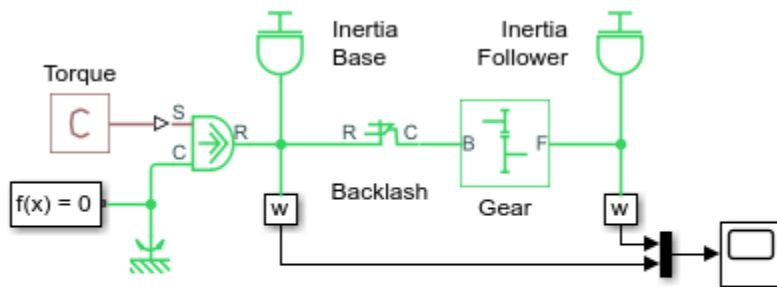 Inertia
Base
Inertia
Follower
Torque
C
S
C
R
R
C
B
F
f(x) = 0
Backlash
Gear
w
w